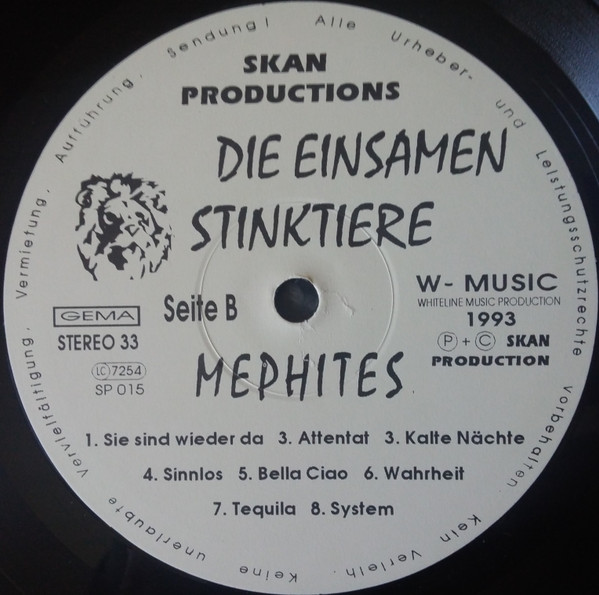 Alle Urheber- und Leistungsschutzrechte vorbehalten Kein Verleih. Keine unerlaubte Vervielfältigung. Vermietung. Aufführung. Sendung!
SKAN
PRODUCTIONS
DIE EINSAMEN
STINKTIERE
GEMA
STEREO 33
LC 7254
SP 015
Seite B
W- MUSIC
WHITELINE MUSIC PRODUCTION
1993
P + C SKAN
PRODUCTION
MEPHITES
1. Sie sind wieder da 3. Attentat 3. Kalte Nächte
4. Sinnlos 5. Bella Ciao 6. Wahrheit
7. Tequila 8. System